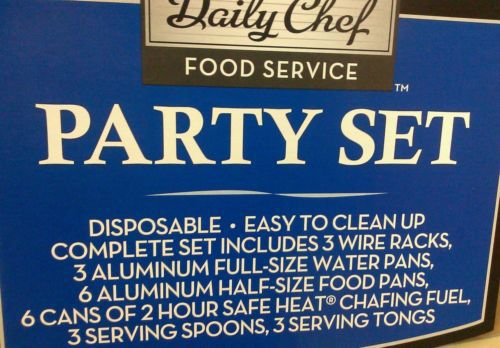 Daily Chef
FOOD SERVICE
™
PARTY SET
DISPOSABLE • EASY TO CLEAN UP
COMPLETE SET INCLUDES 3 WIRE RACKS,
3 ALUMINUM FULL-SIZE WATER PANS,
6 ALUMINUM HALF-SIZE FOOD PANS,
6 CANS OF 2 HOUR SAFE HEAT® CHAFING FUEL,
3 SERVING SPOONS, 3 SERVING TONGS